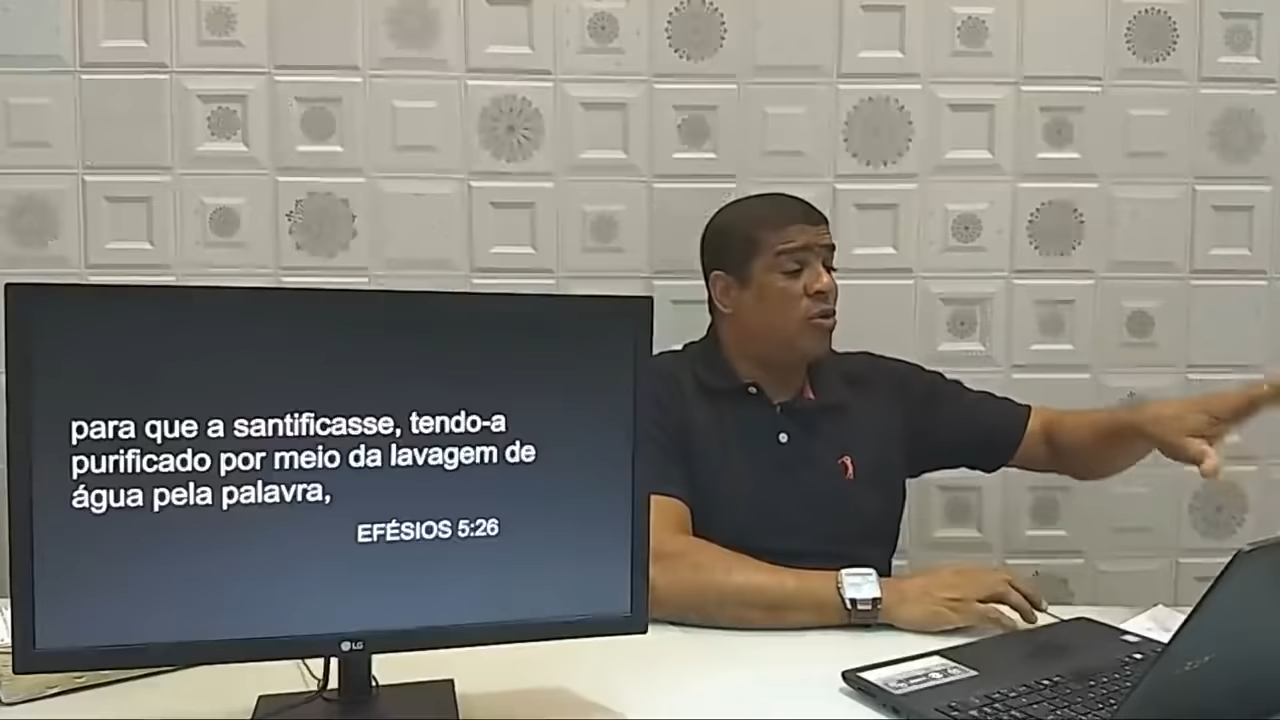 para que a santificasse, tendo-a
purificado por meio da lavagem de
água pela palavra,
EFÉSIOS 5:26
LG